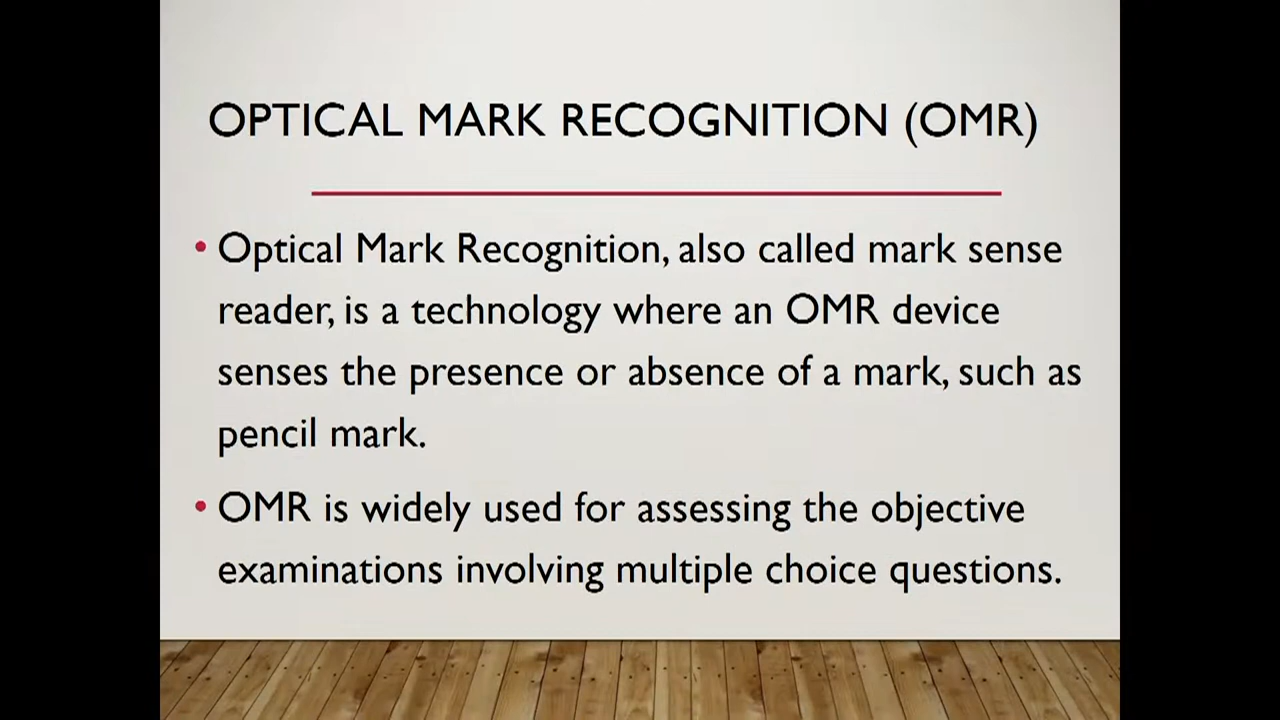 OPTICAL MARK RECOGNITION (OMR)
• Optical Mark Recognition, also called mark sense
reader, is a technology where an OMR device
senses the presence or absence of a mark, such as
pencil mark.
• OMR is widely used for assessing the objective
examinations involving multiple choice questions.